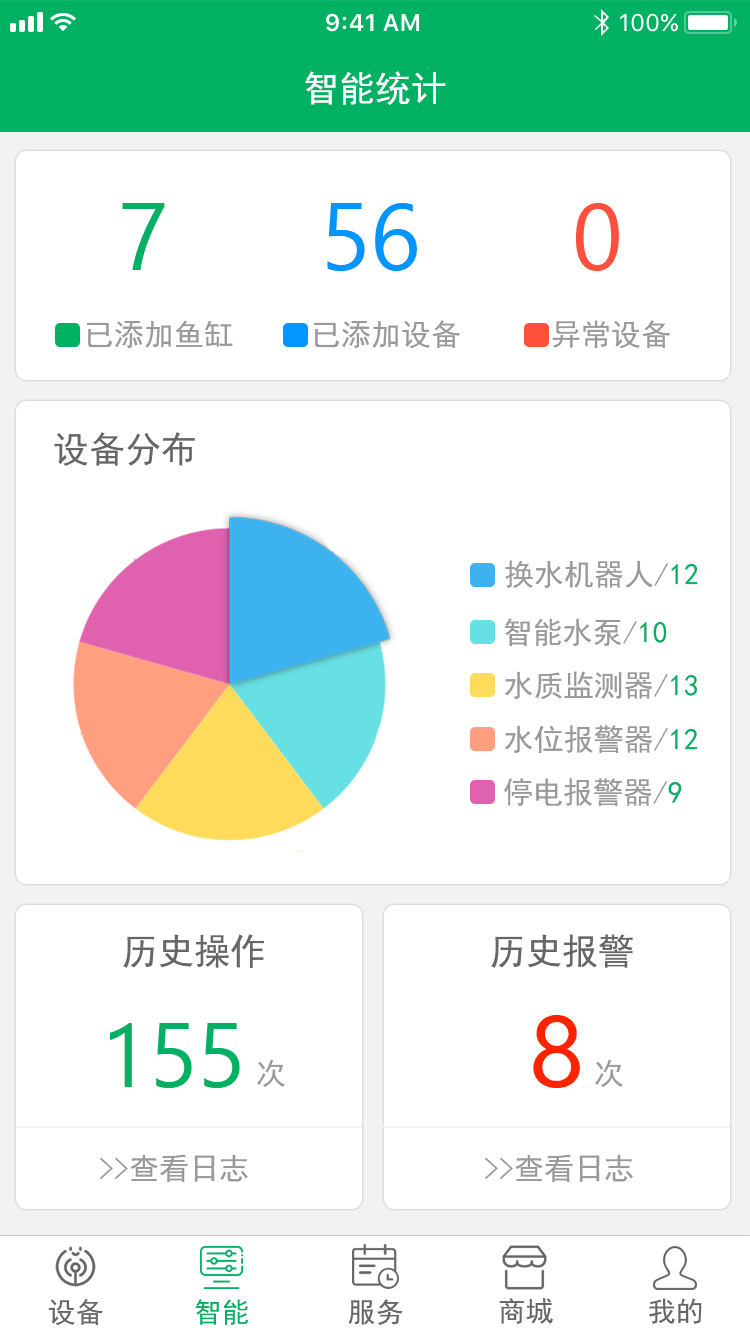 9:41 AM 100%
智能统计
7 56 0
已添加鱼缸 已添加设备 异常设备
设备分布
换水机器人/12
智能水泵/10
水质监测器/13
水位报警器/12
停电报警器/9
历史操作
155 次
>>查看日志
历史报警
8 次
>>查看日志
设备 智能 服务 商城 我的